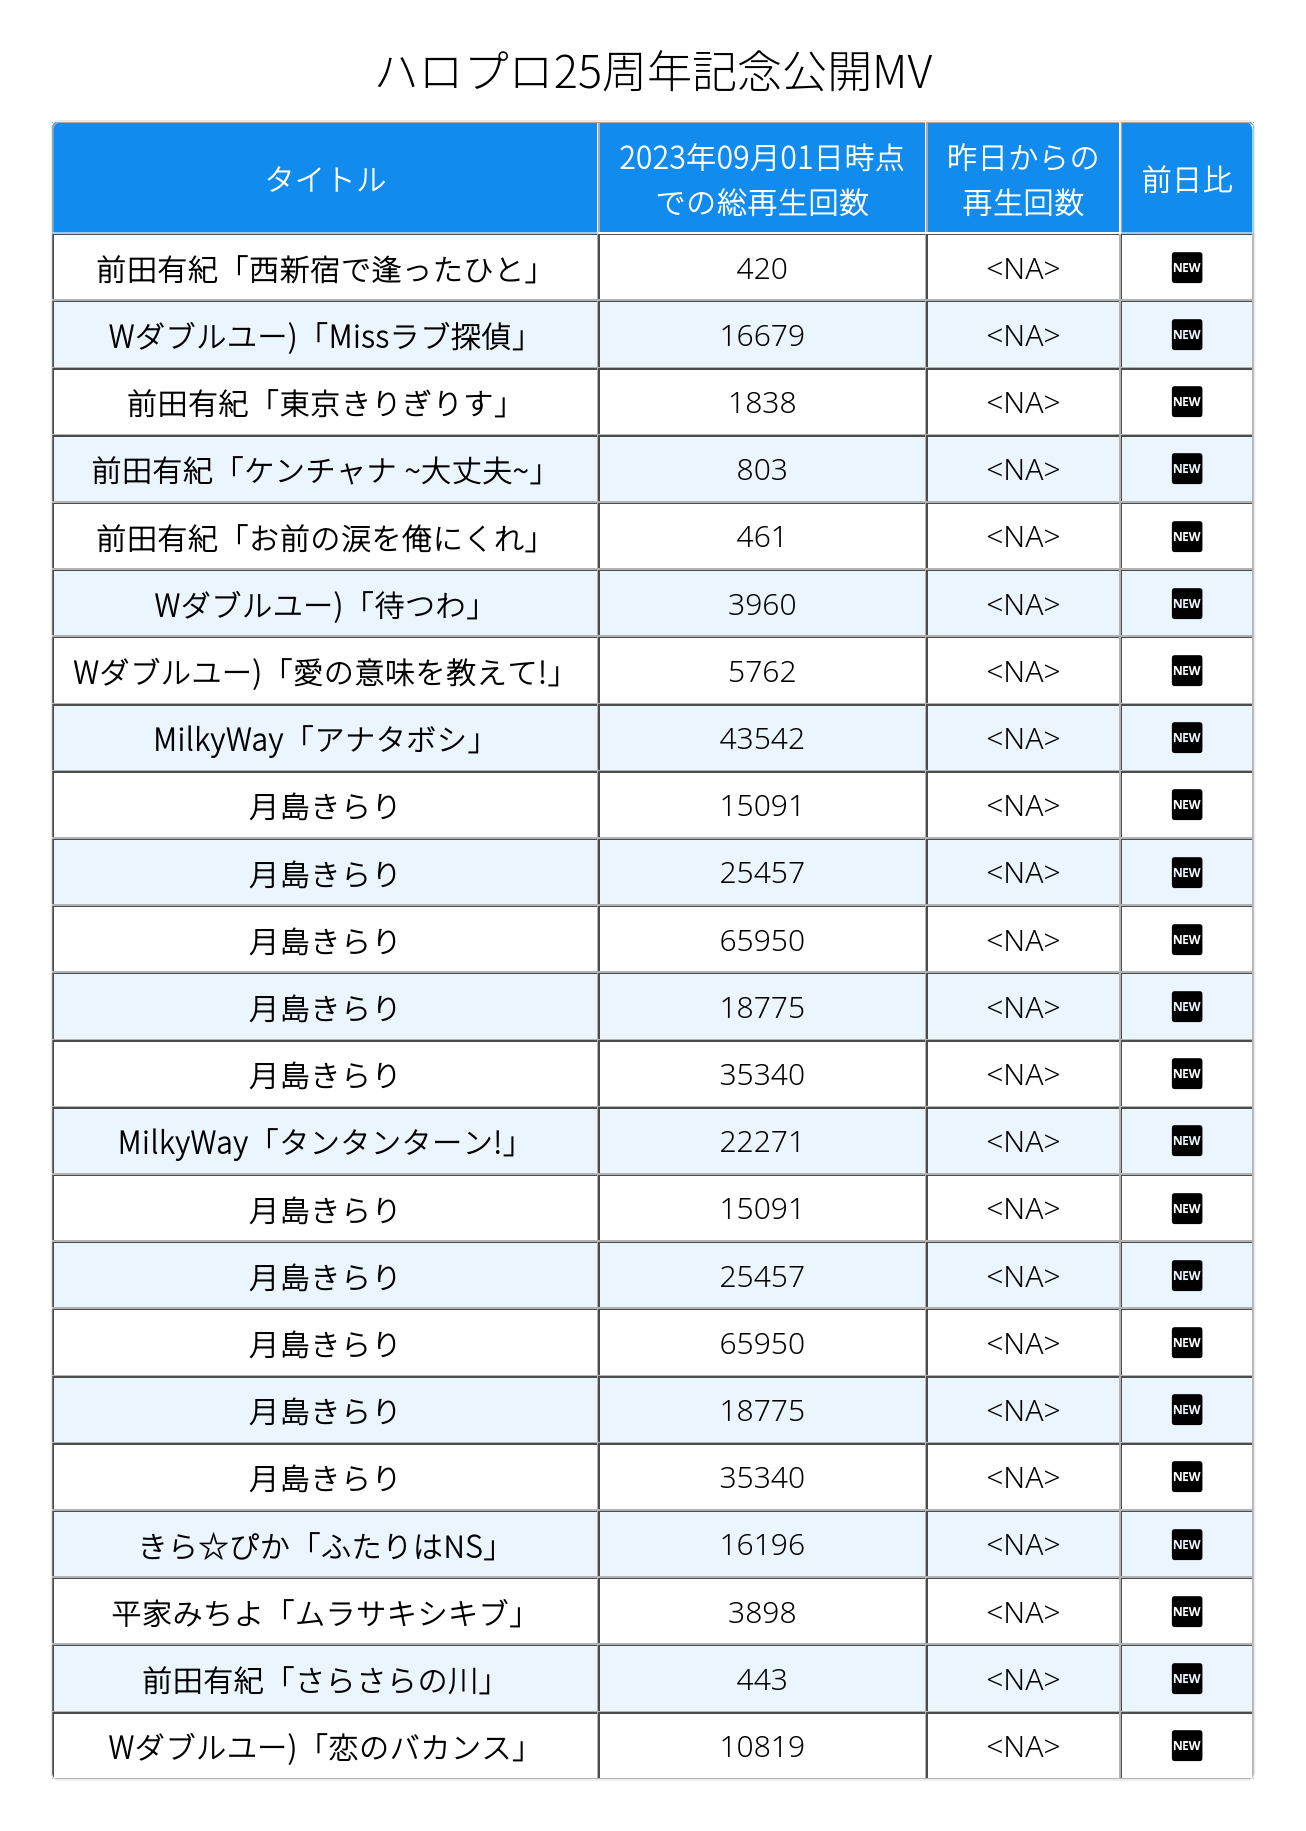 ハロプロ25周年記念公開MV
タイトル 2023年09月01日時点での総再生回数 昨日からの再生回数 前日比
前田有紀「西新宿で逢ったひと」 420 <NA> NEW
Wダブルユー)「Missラブ探偵」 16679 <NA> NEW
前田有紀「東京きりぎりす」 1838 <NA> NEW
前田有紀「ケンチャナ ~大丈夫~」 803 <NA> NEW
前田有紀「お前の涙を俺にくれ」 461 <NA> NEW
Wダブルユー)「待つわ」 3960 <NA> NEW
Wダブルユー)「愛の意味を教えて!」 5762 <NA> NEW
MilkyWay「アナタボシ」 43542 <NA> NEW
月島きらり 15091 <NA> NEW
月島きらり 25457 <NA> NEW
月島きらり 65950 <NA> NEW
月島きらり 18775 <NA> NEW
月島きらり 35340 <NA> NEW
MilkyWay「タンタンターン!」 22271 <NA> NEW
月島きらり 15091 <NA> NEW
月島きらり 25457 <NA> NEW
月島きらり 65950 <NA> NEW
月島きらり 18775 <NA> NEW
月島きらり 35340 <NA> NEW
きら☆ぴか「ふたりはNS」 16196 <NA> NEW
平家みちよ「ムラサキシキブ」 3898 <NA> NEW
前田有紀「さらさらの川」 443 <NA> NEW
Wダブルユー)「恋のバカンス」 10819 <NA> NEW